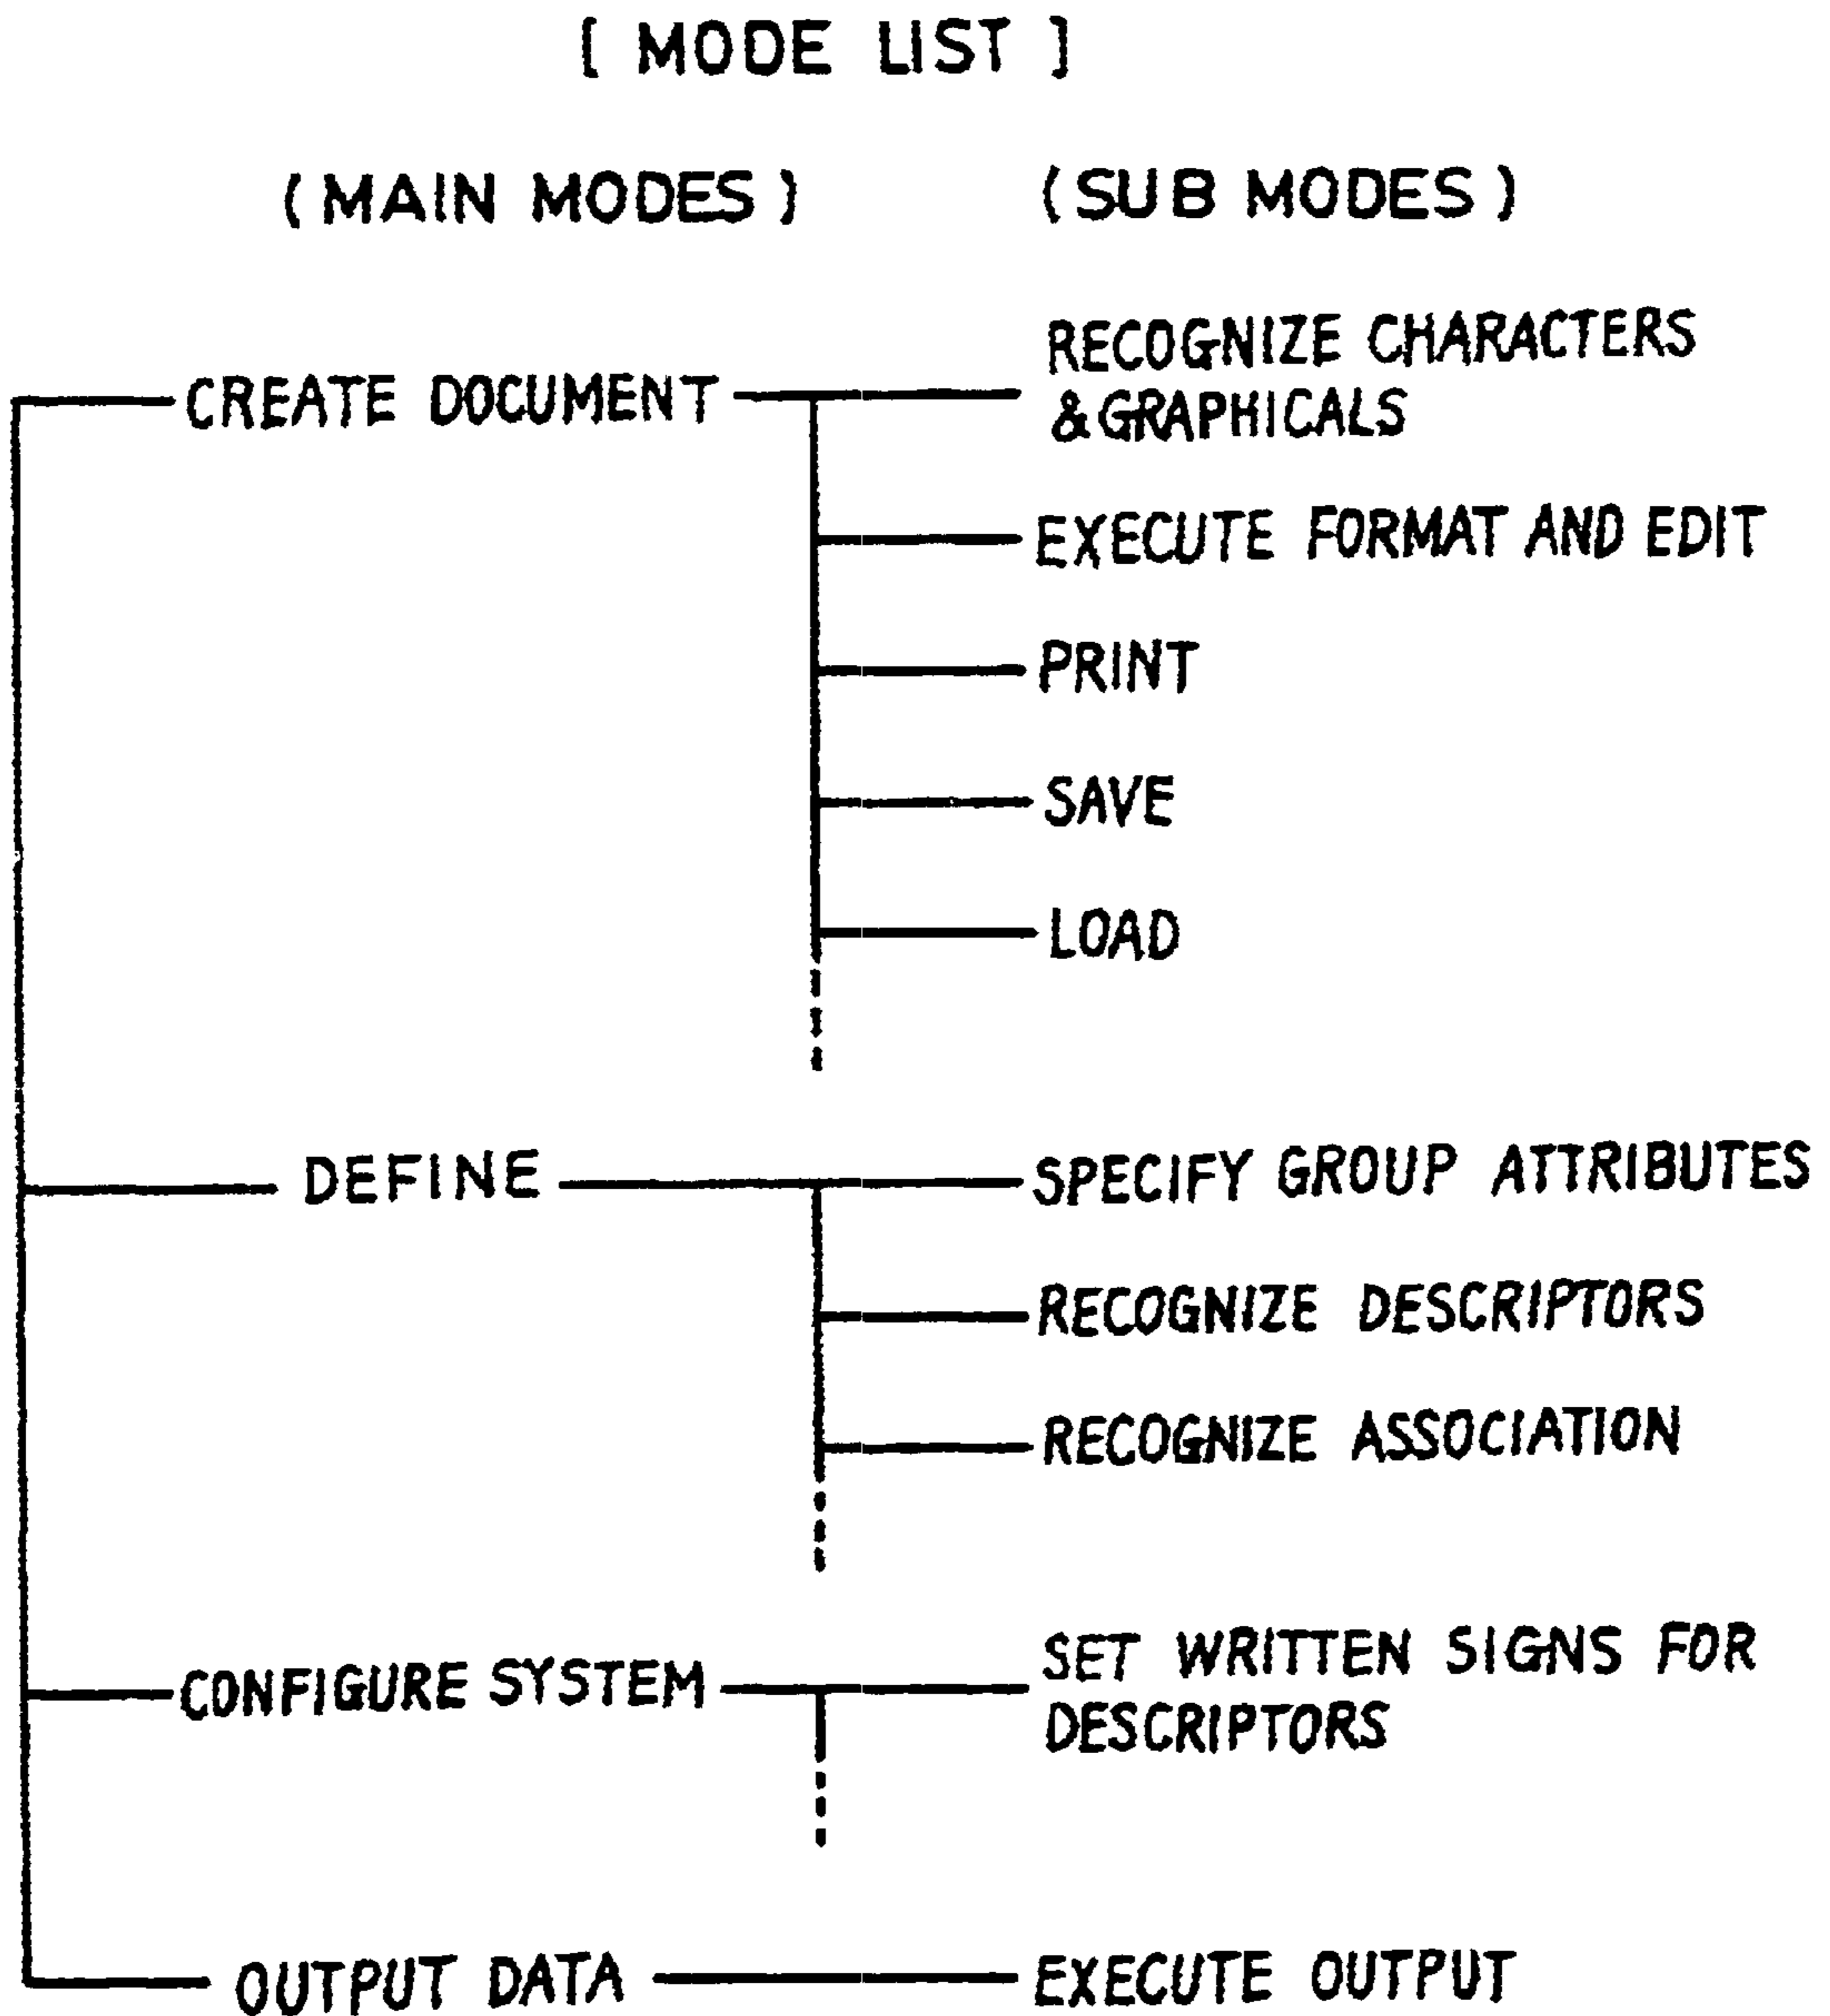 [ MODE LIST ]
( MAIN MODES ) ( SUB MODES )
CREATE DOCUMENT
RECOGNIZE CHARACTERS
& GRAPHICALS
EXECUTE FORMAT AND EDIT
PRINT
SAVE
LOAD
DEFINE
SPECIFY GROUP ATTRIBUTES
RECOGNIZE DESCRIPTORS
RECOGNIZE ASSOCIATION
CONFIGURE SYSTEM
SET WRITTEN SIGNS FOR
DESCRIPTORS
OUTPUT DATA
EXECUTE OUTPUT